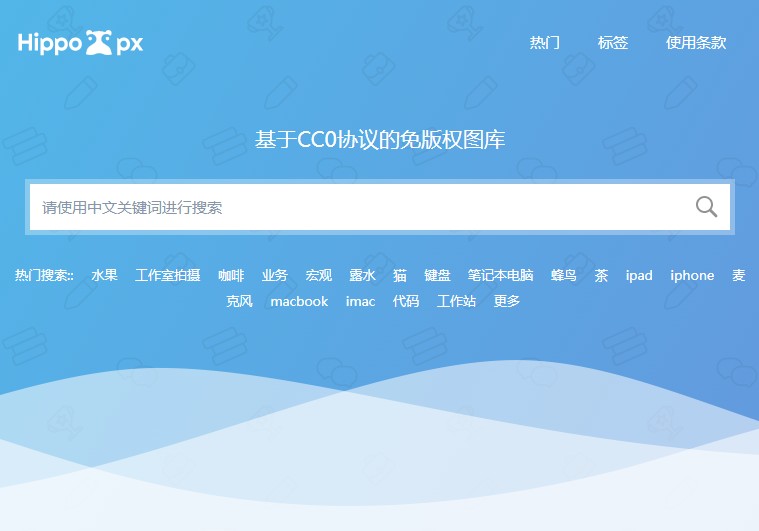 Hippo px
热门 标签 使用条款
基于CC0协议的免版权图库
请使用中文关键词进行搜索
热门搜索:: 水果 工作室拍摄 咖啡 业务 宏观 露水 猫 键盘 笔记本电脑 蜂鸟 茶 ipad iphone 麦
克风 macbook imac 代码 工作站 更多